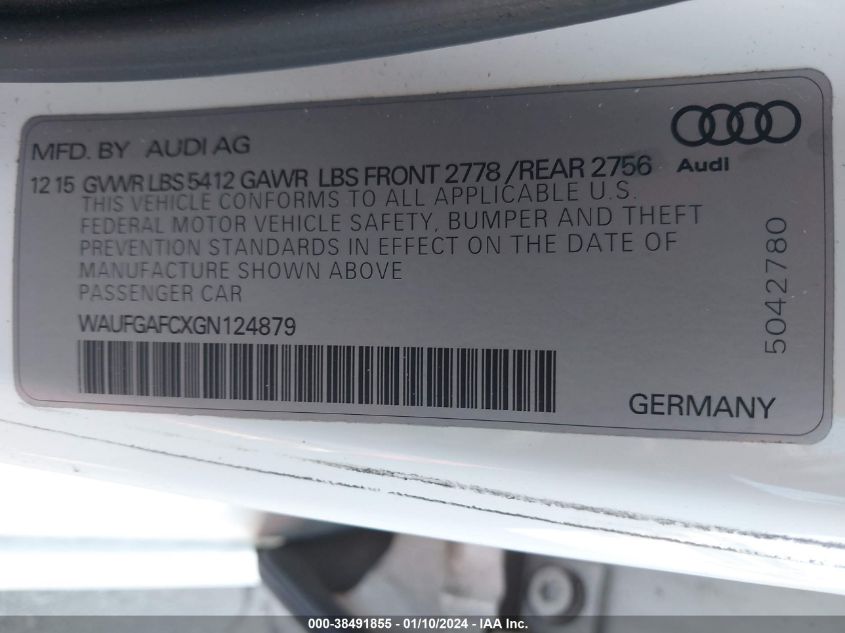 MFD. BY AUDI AG
Audi
12 15 GVWR LBS 5412 GAWR LBS FRONT 2778 /REAR 2756
THIS VEHICLE CONFORMS TO ALL APPLICABLE U.S.
FEDERAL MOTOR VEHICLE SAFETY, BUMPER AND THEFT
PREVENTION STANDARDS IN EFFECT ON THE DATE OF
MANUFACTURE SHOWN ABOVE
PASSENGER CAR
WAUFGAFCXGN124879
GERMANY
5042780
000-38491855 - 01/10/2024 - IAA Inc.